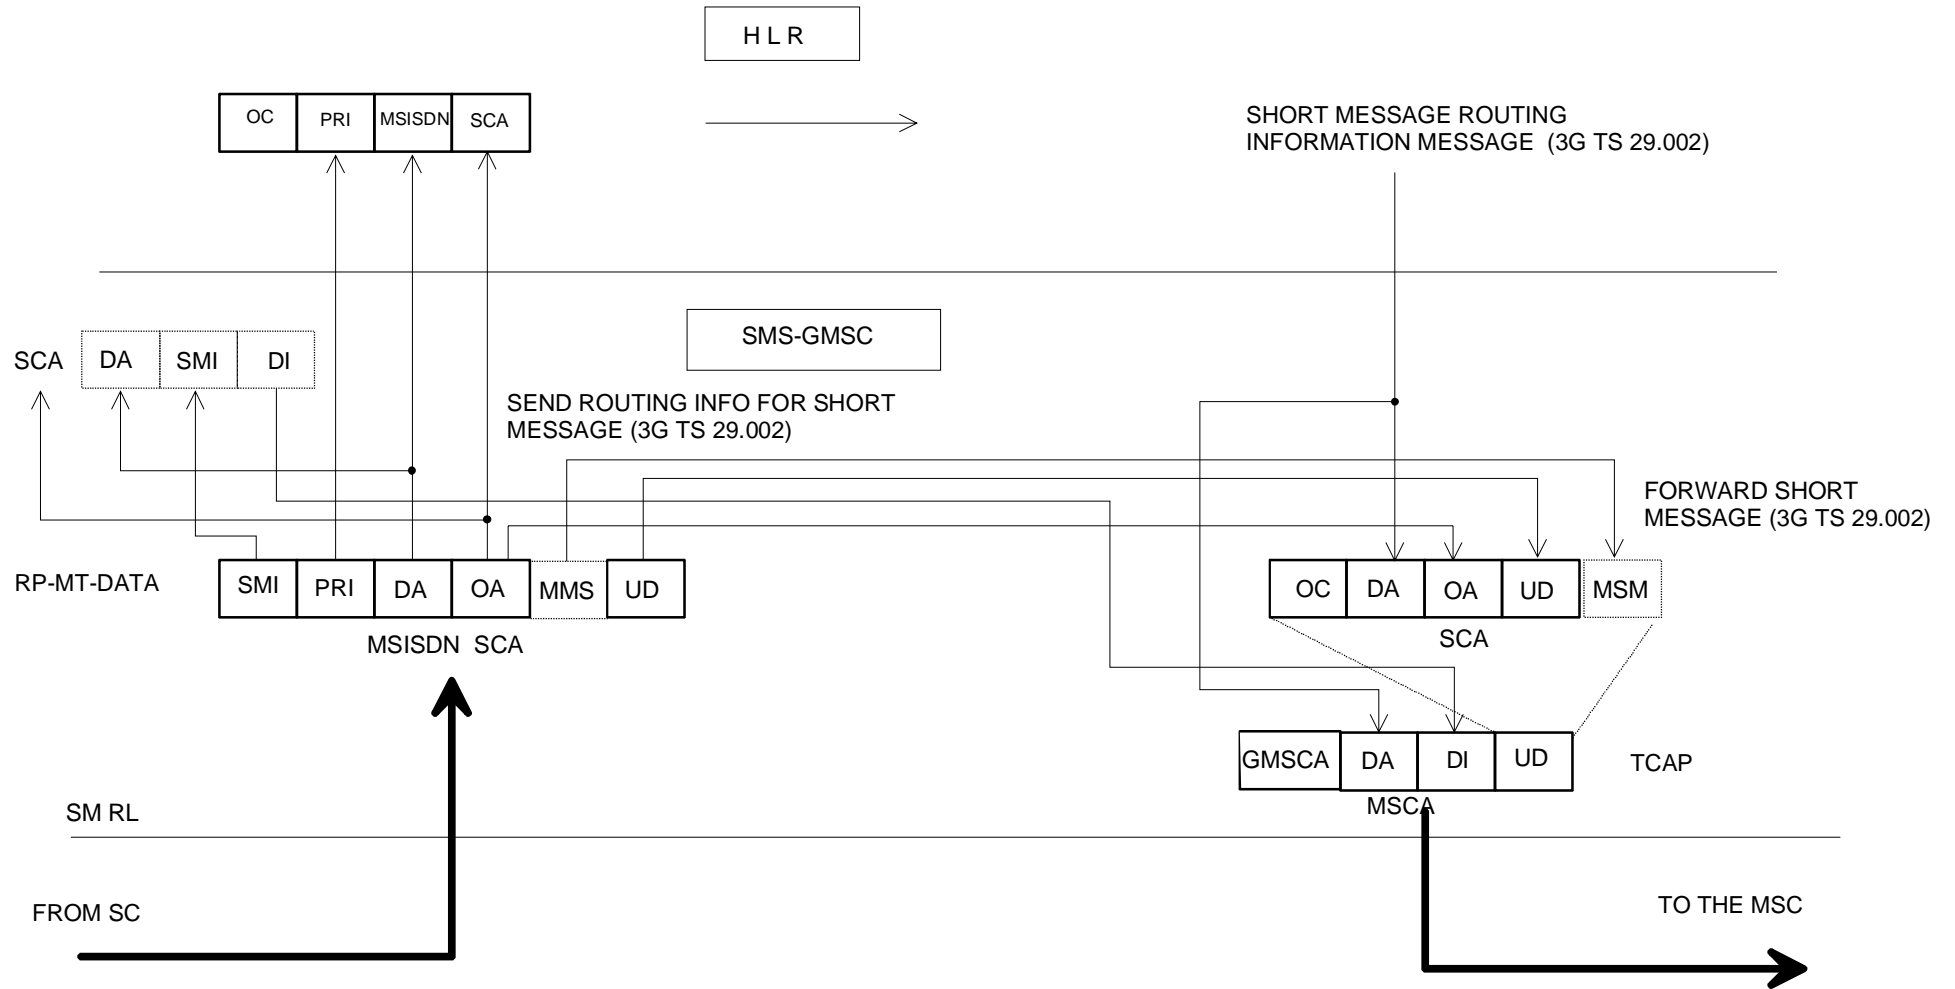 H L R
OC PRI MSISDN SCA
SHORT MESSAGE ROUTING
INFORMATION MESSAGE (3G TS 29.002)
SMS-GMSC
SCA DA SMI DI
SEND ROUTING INFO FOR SHORT
MESSAGE (3G TS 29.002)
FORWARD SHORT
MESSAGE (3G TS 29.002)
RP-MT-DATA SMI PRI DA OA MMS UD
MSISDN SCA
OC DA OA UD MSM
SCA
GMSCA DA DI UD TCAP
MSCA
SM RL
FROM SC
TO THE MSC